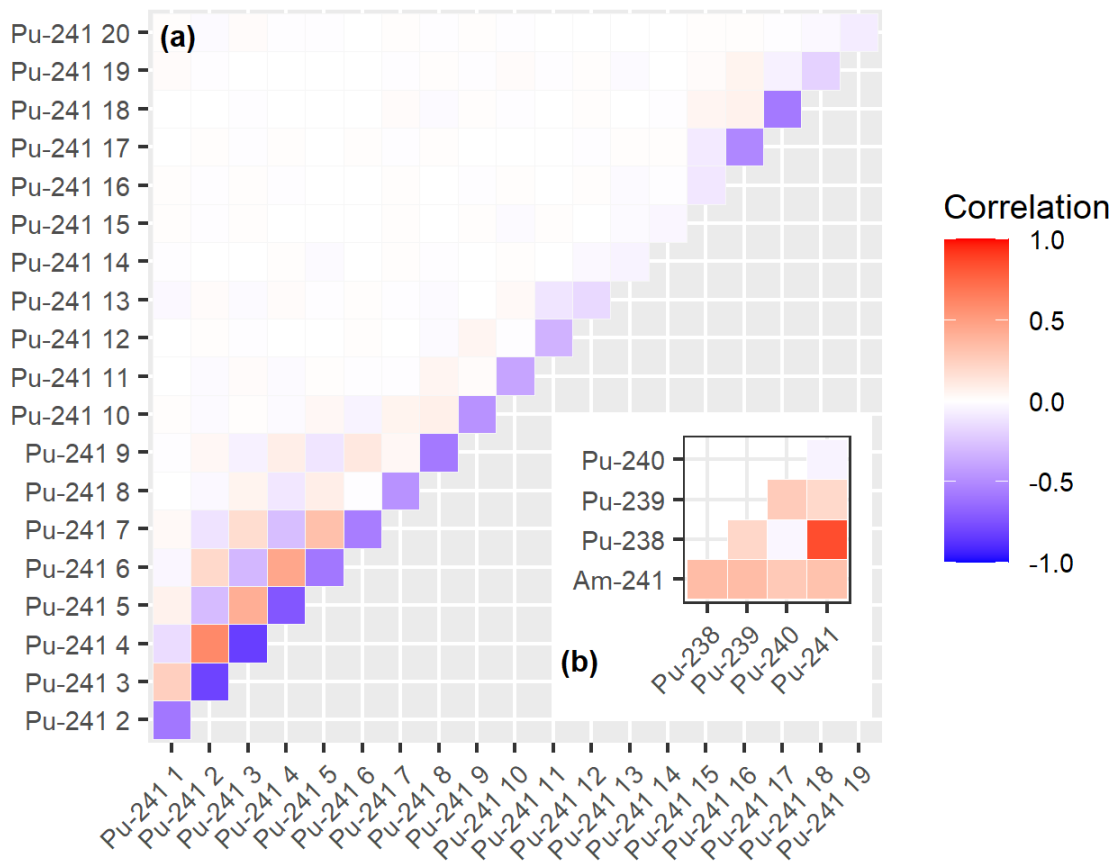 (a)
Pu-241 20
Pu-241 19
Pu-241 18
Pu-241 17
Pu-241 16
Pu-241 15
Pu-241 14
Pu-241 13
Pu-241 12
Pu-241 11
Pu-241 10
Pu-241 9
Pu-241 8
Pu-241 7
Pu-241 6
Pu-241 5
Pu-241 4
Pu-241 3
Pu-241 2
Pu-241 1
Pu-241 2
Pu-241 3
Pu-241 4
Pu-241 5
Pu-241 6
Pu-241 7
Pu-241 8
Pu-241 9
Pu-241 10
Pu-241 11
Pu-241 12
Pu-241 13
Pu-241 14
Pu-241 15
Pu-241 16
Pu-241 17
Pu-241 18
Pu-241 19
(b)
Pu-240
Pu-239
Pu-238
Am-241
Pu-238
Pu-239
Pu-240
Pu-241
Correlation
1.0
0.5
0.0
-0.5
-1.0